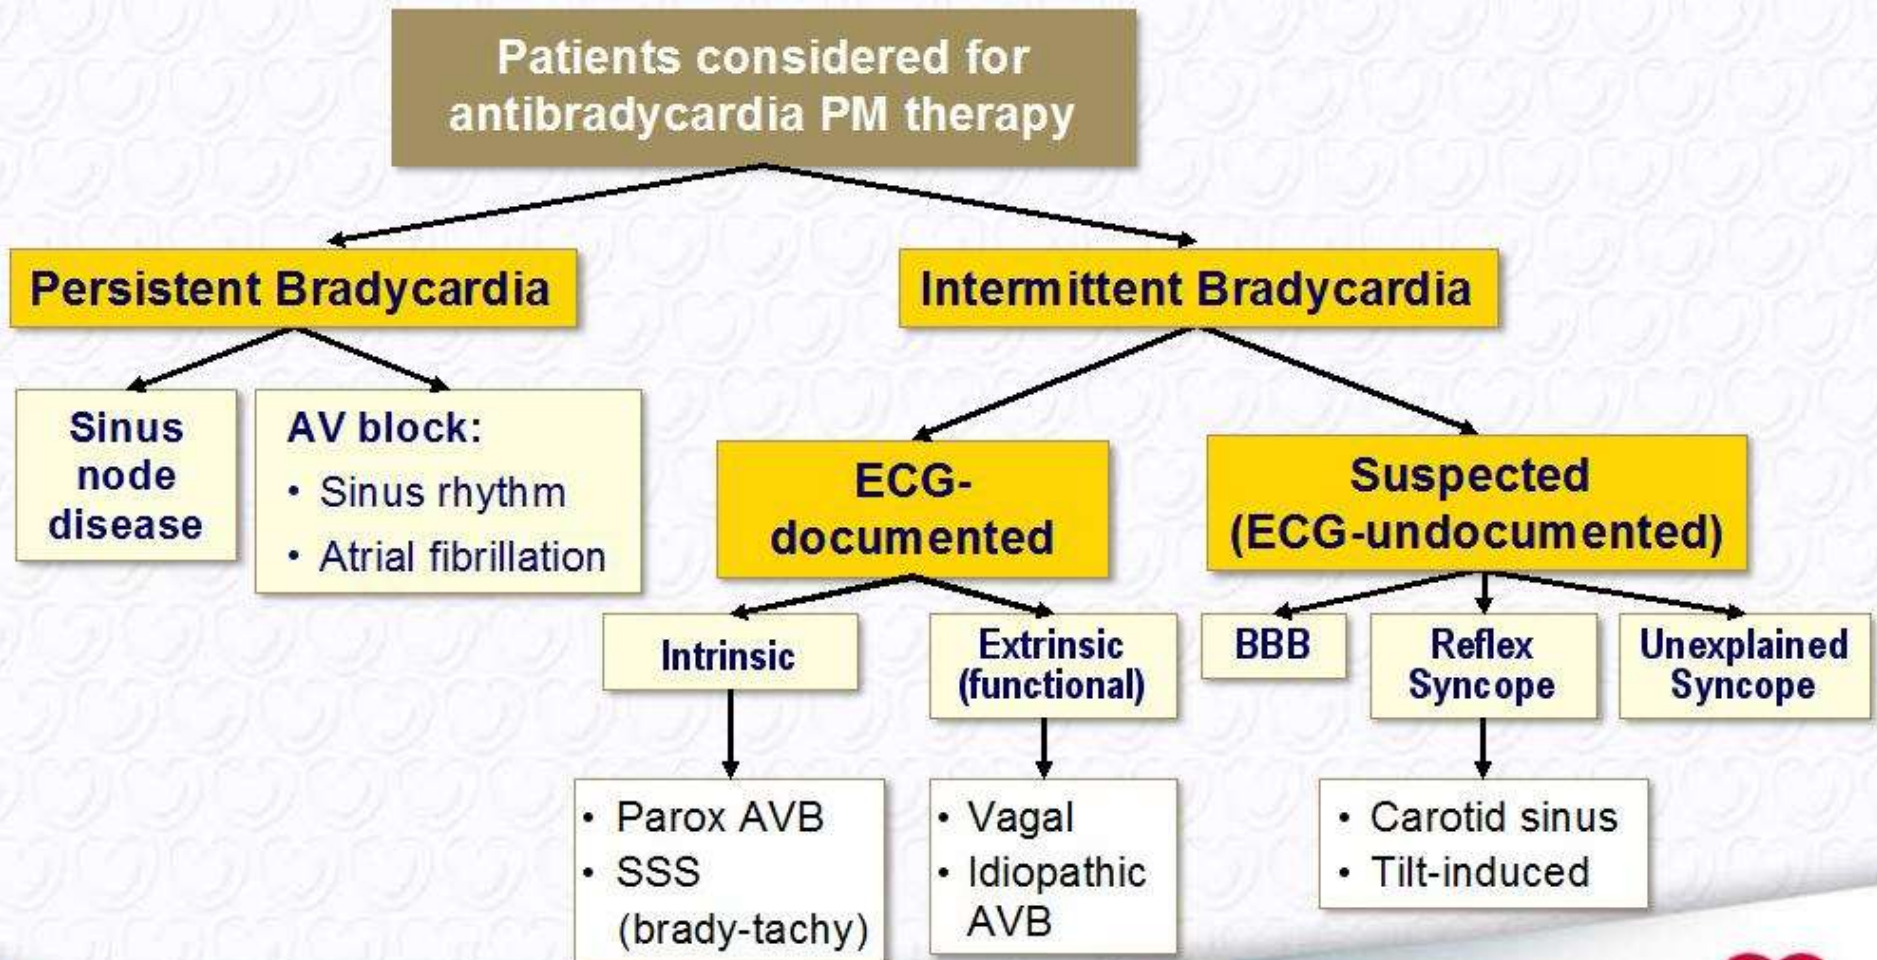 Patients considered for
antibradycardia PM therapy
Persistent Bradycardia
Intermittent Bradycardia
Sinus
node
disease
AV block:
• Sinus rhythm
• Atrial fibrillation
ECG-
documented
Suspected
(ECG-undocumented)
Intrinsic
Extrinsic
(functional)
BBB
Reflex
Syncope
Unexplained
Syncope
• Parox AVB
• SSS
(brady-tachy)
• Vagal
• Idiopathic
AVB
• Carotid sinus
• Tilt-induced